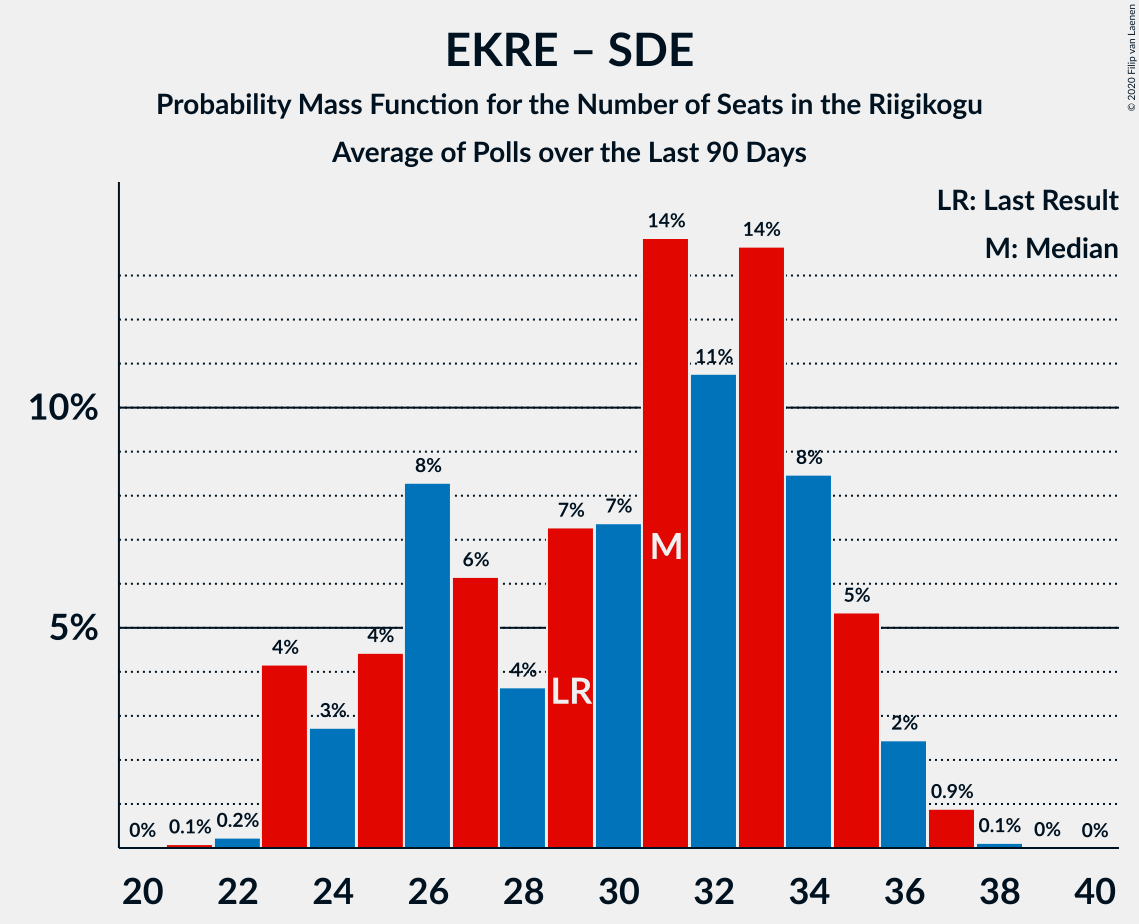 EKRE – SDE
Probability Mass Function for the Number of Seats in the Riigikogu
Average of Polls over the Last 90 Days
© 2020 Filip van Laenen
LR: Last Result
M: Median
10%
5%
0%
0.1%
0.2%
4%
3%
4%
8%
6%
4%
7%
7%
14%
11%
14%
8%
5%
2%
0.9%
0.1%
0%
0%
LR
M
20 22 24 26 28 30 32 34 36 38 40